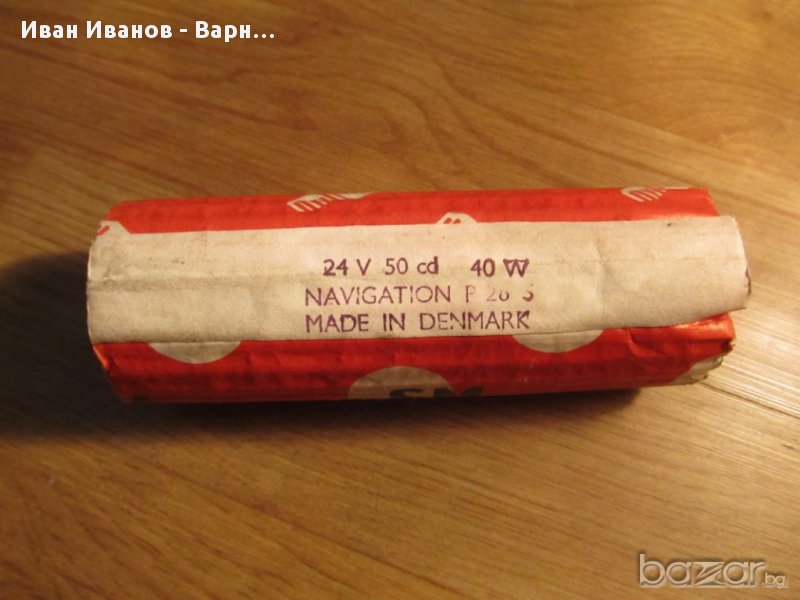 Иван Иванов - Варн...
24 V 50 cd 40 W
NAVIGATION P 28 S
MADE IN DENMARK
bazar.bg